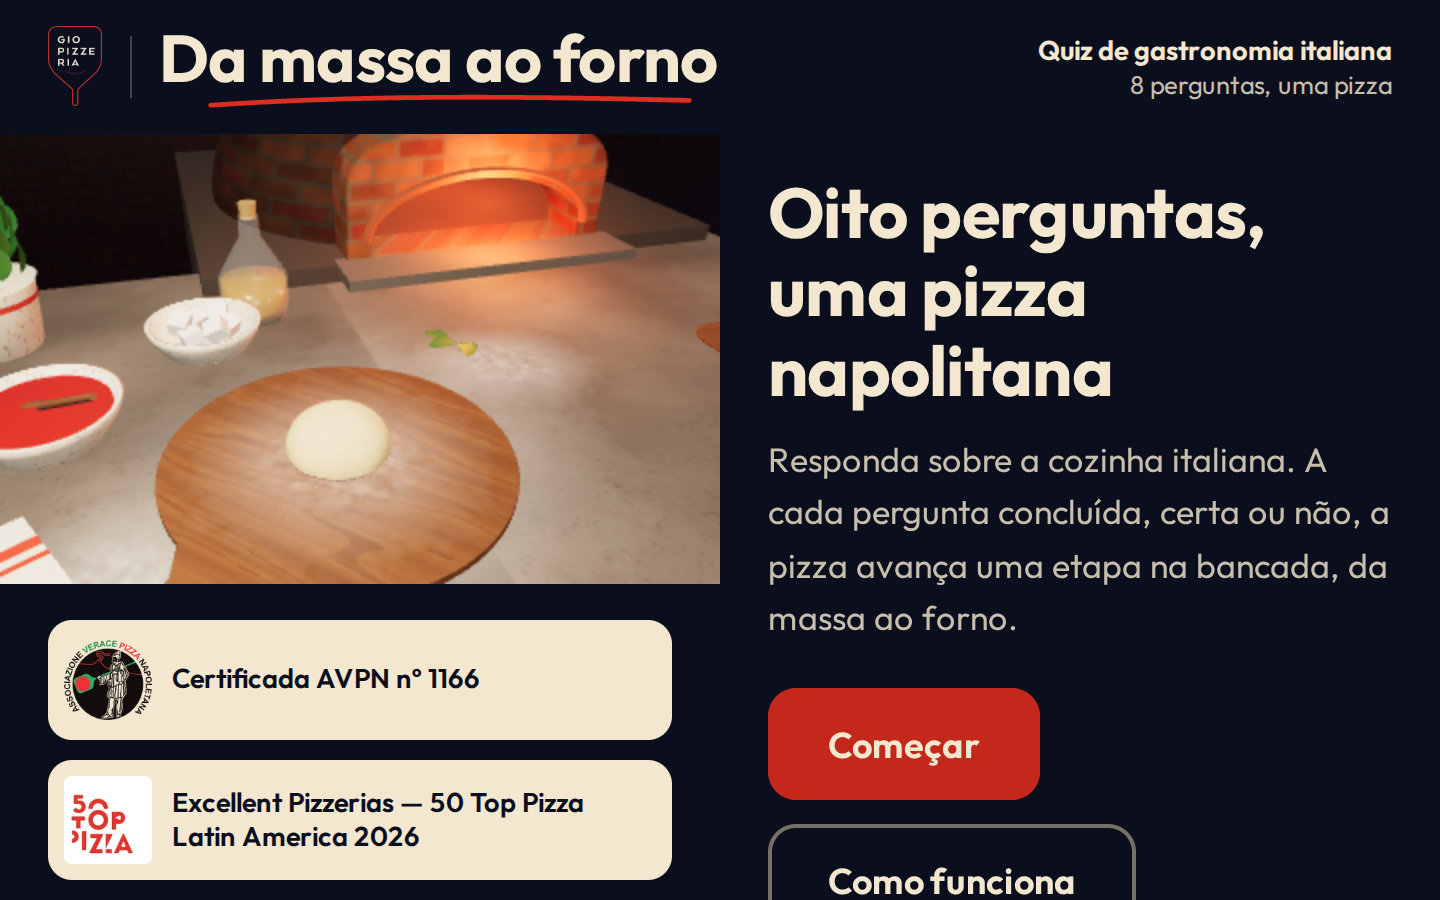 GIO
PIZZE
RIA
Da massa ao forno
Quiz de gastronomia italiana
8 perguntas, uma pizza
Oito perguntas,
uma pizza
napolitana
Responda sobre a cozinha italiana. A
cada pergunta concluída, certa ou não, a
pizza avança uma etapa na bancada, da
massa ao forno.
Começar
Como funciona
ASSOCIAZIONE VERACE PIZZA NAPOLETANA
Certificada AVPN nº 1166
50
TOP
PIZZA
Excellent Pizzerias — 50 Top Pizza
Latin America 2026